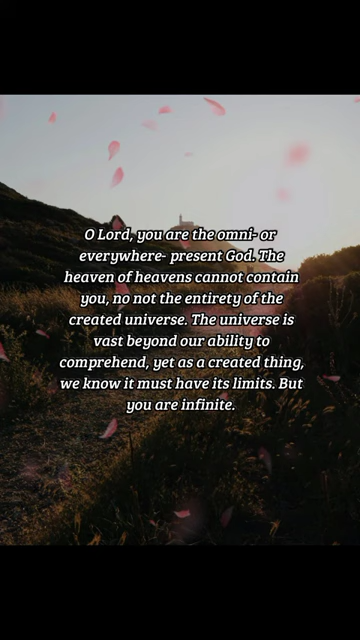 O Lord, you are the omni- or
everywhere- present God. The
heaven of heavens cannot contain
you, no not the entirety of the
created universe. The universe is
vast beyond our ability to
comprehend, yet as a created thing,
we know it must have its limits. But
you are infinite.